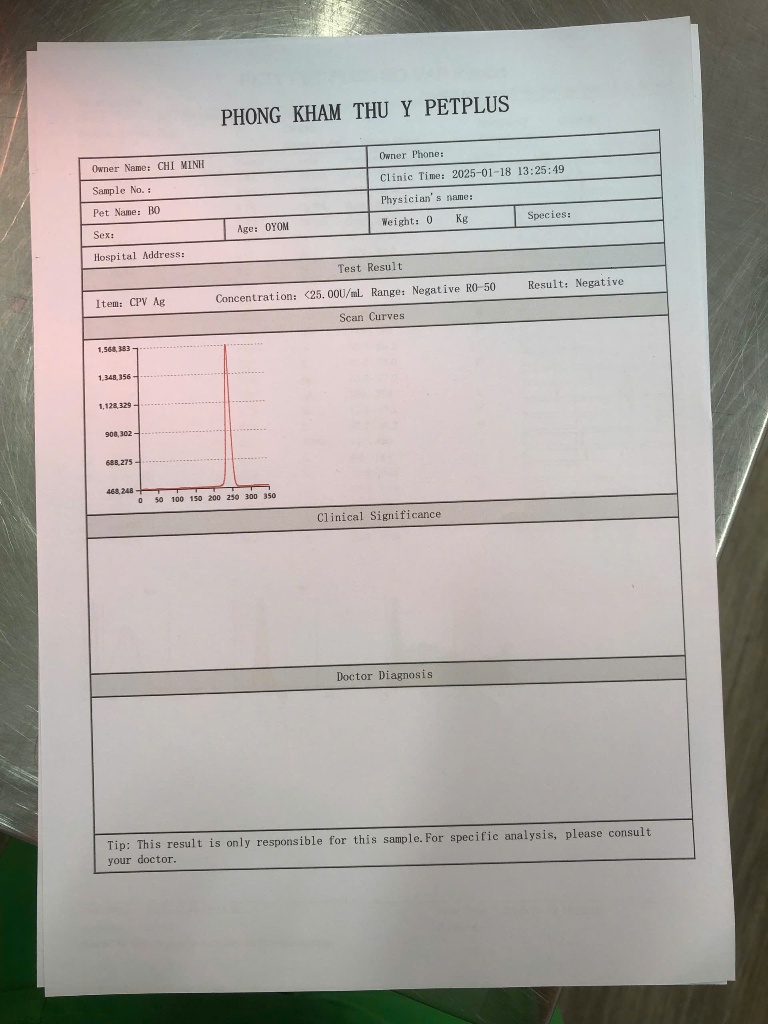 PHONG KHAM THU Y PETPLUS
Owner Name: CHI MINH
Owner Phone:
Sample No.:
Clinic Time: 2025-01-18 13:25:49
Pet Name: BO
Physician's name:
Sex:
Age: 0Y0M
Weight: 0 Kg
Species:
Hospital Address:
Test Result
Item: CPV Ag Concentration: <25.00U/mL Range: Negative R0-50 Result: Negative
Scan Curves
1,568,383
1,348,356
1,128,329
908,302
688,275
468,248
0 50 100 150 200 250 300 350
Clinical Significance
Doctor Diagnosis
Tip: This result is only responsible for this sample.For specific analysis, please consult
your doctor.